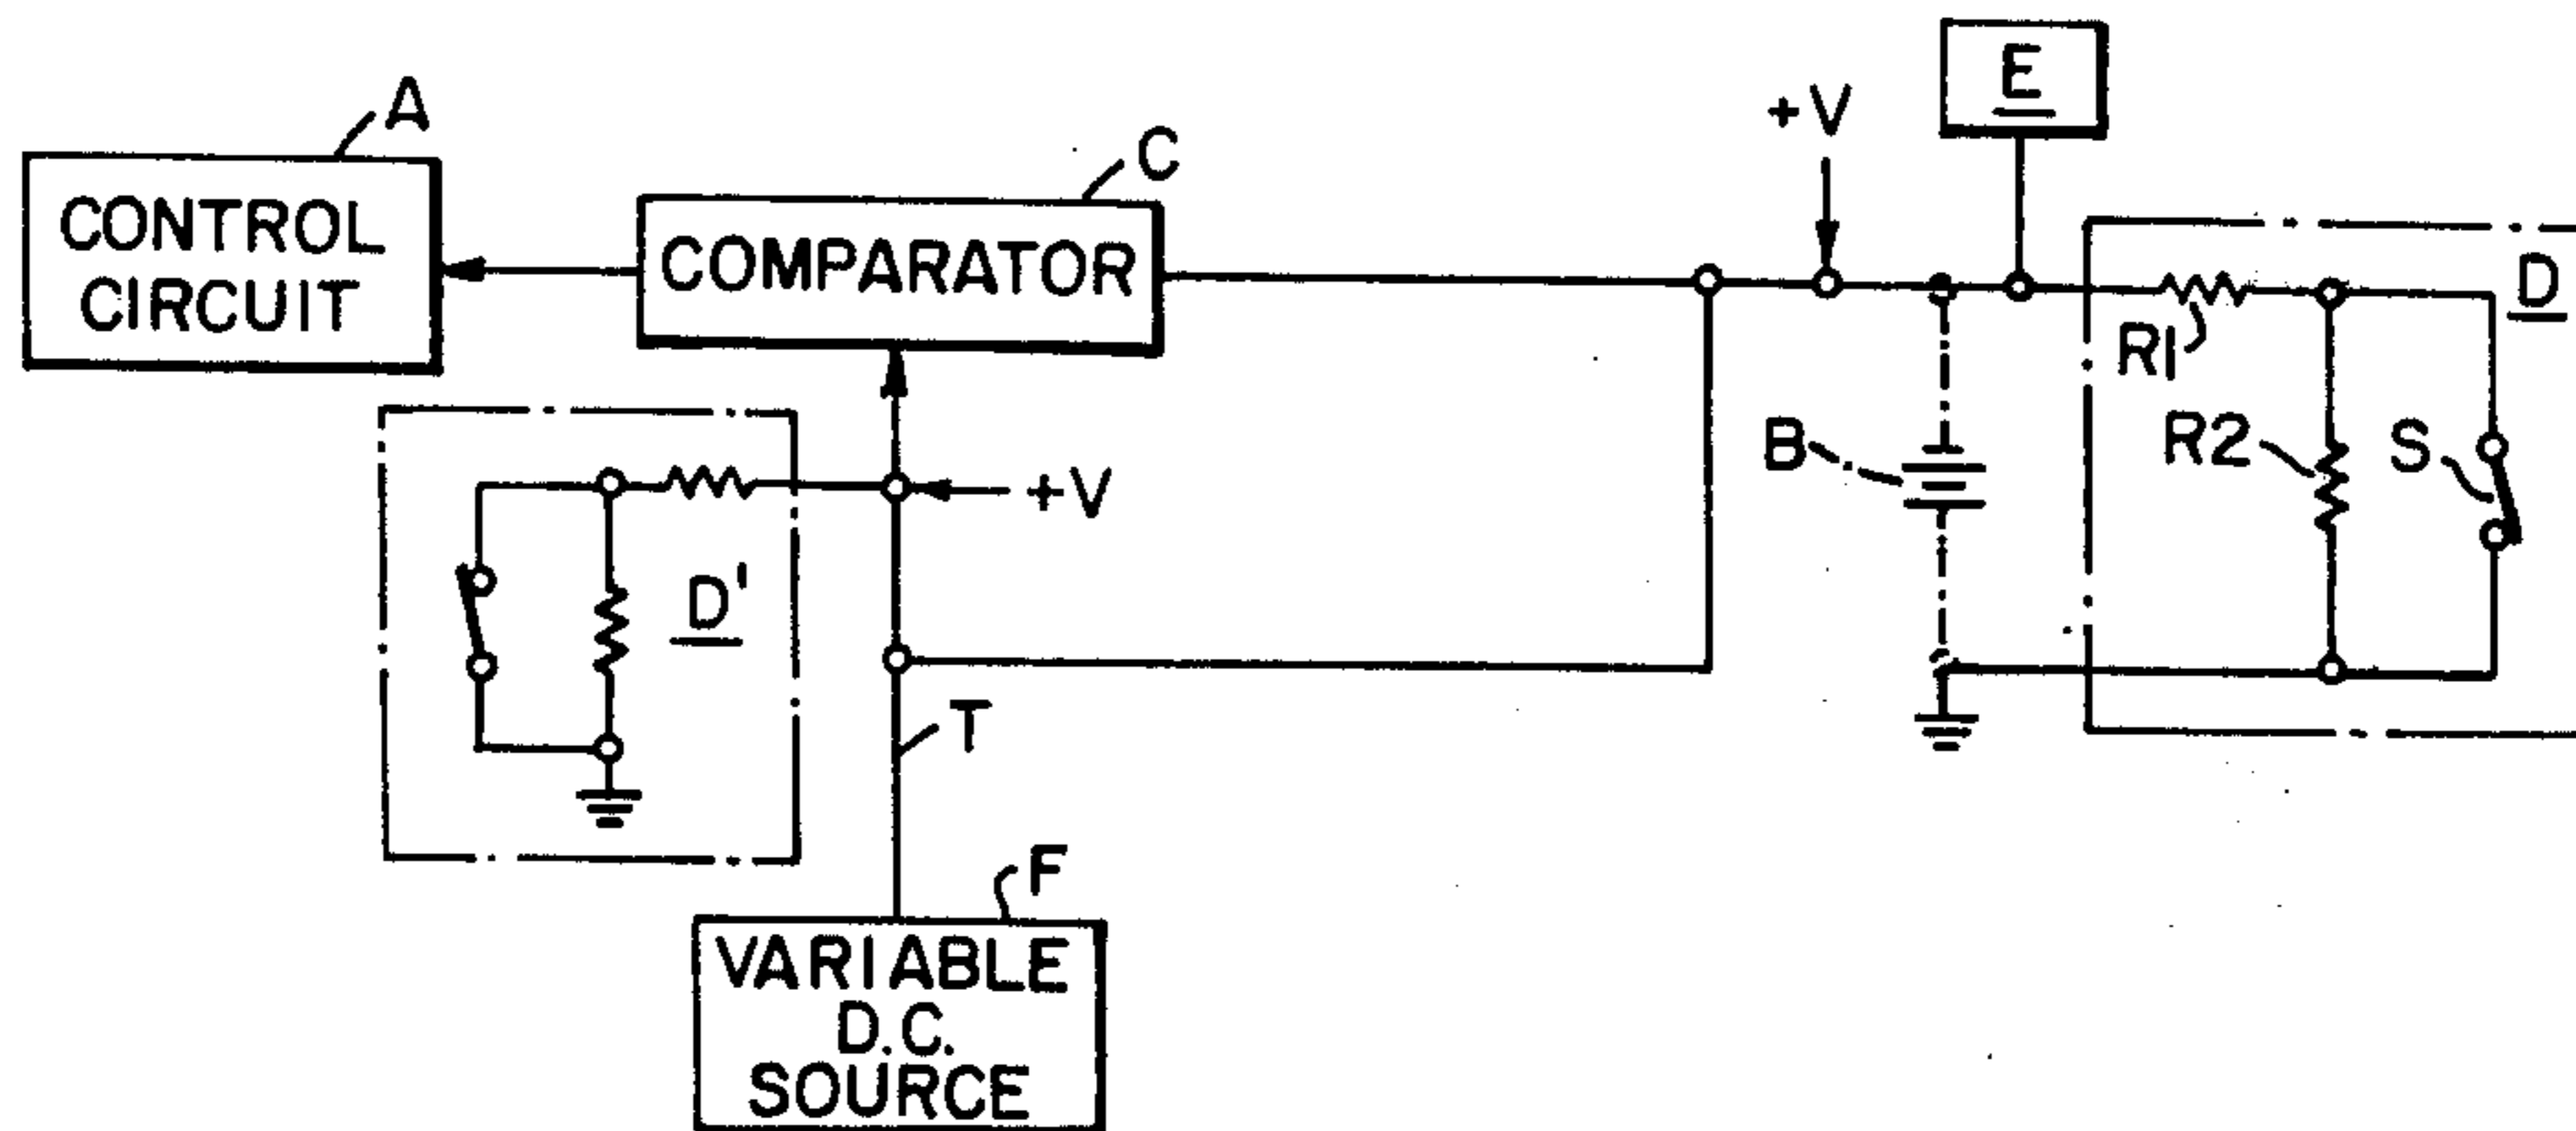 A
CONTROL
CIRCUIT
C
COMPARATOR
+V
E
D
R1
R2
S
B
+V
D'
T
F
VARIABLE
D.C.
SOURCE